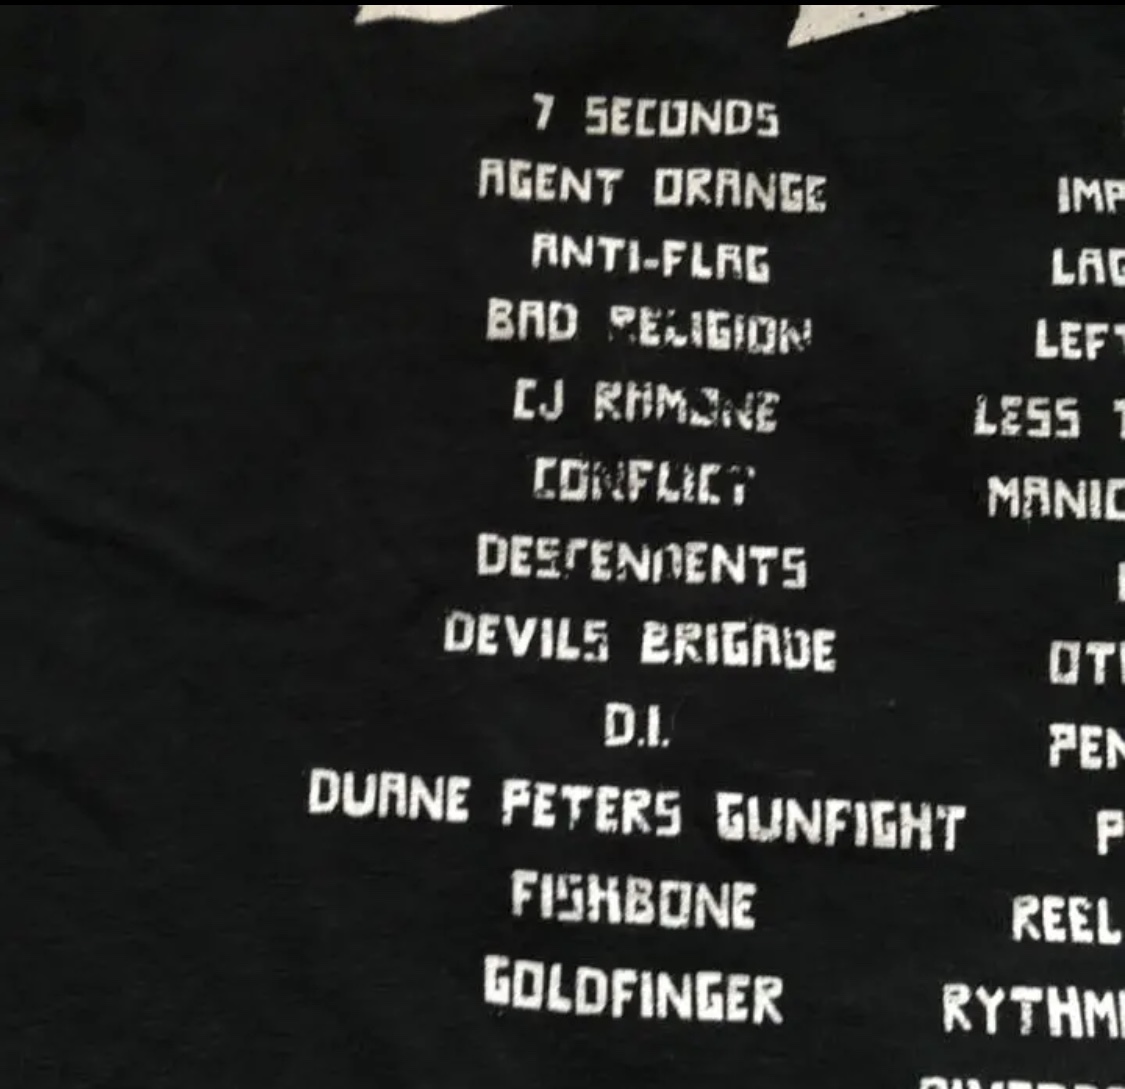 7 SECONDS
AGENT ORANGE
ANTI-FLAG
BAD RELIGION
CJ RAMONE
CONFLICT
DESCENDENTS
DEVILS BRIGADE
D.I.
DUANE PETERS GUNFIGHT
FISHBONE
GOLDFINGER
IMP
LAG
LEFT
LESS T
MANIC
OT
PEN
P
REEL
RYTHM